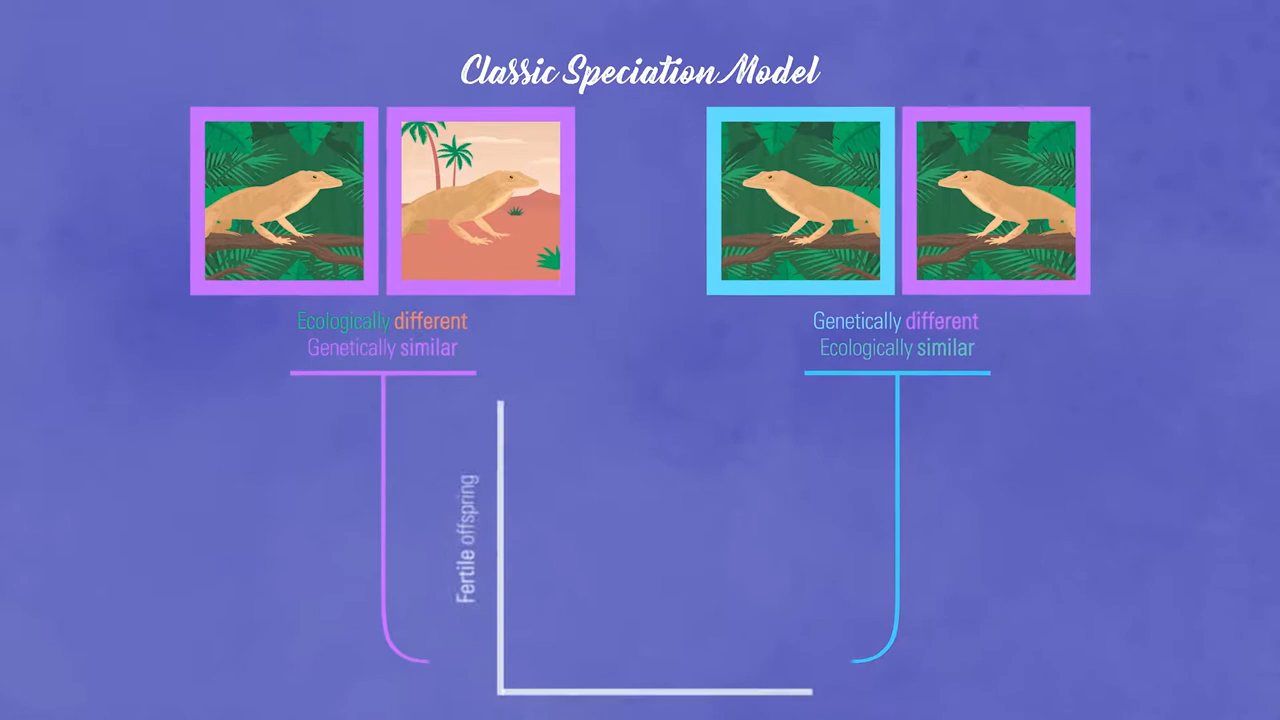 Classic Speciation Model
Ecologically different
Genetically similar
Genetically different
Ecologically similar
Fertile offspring